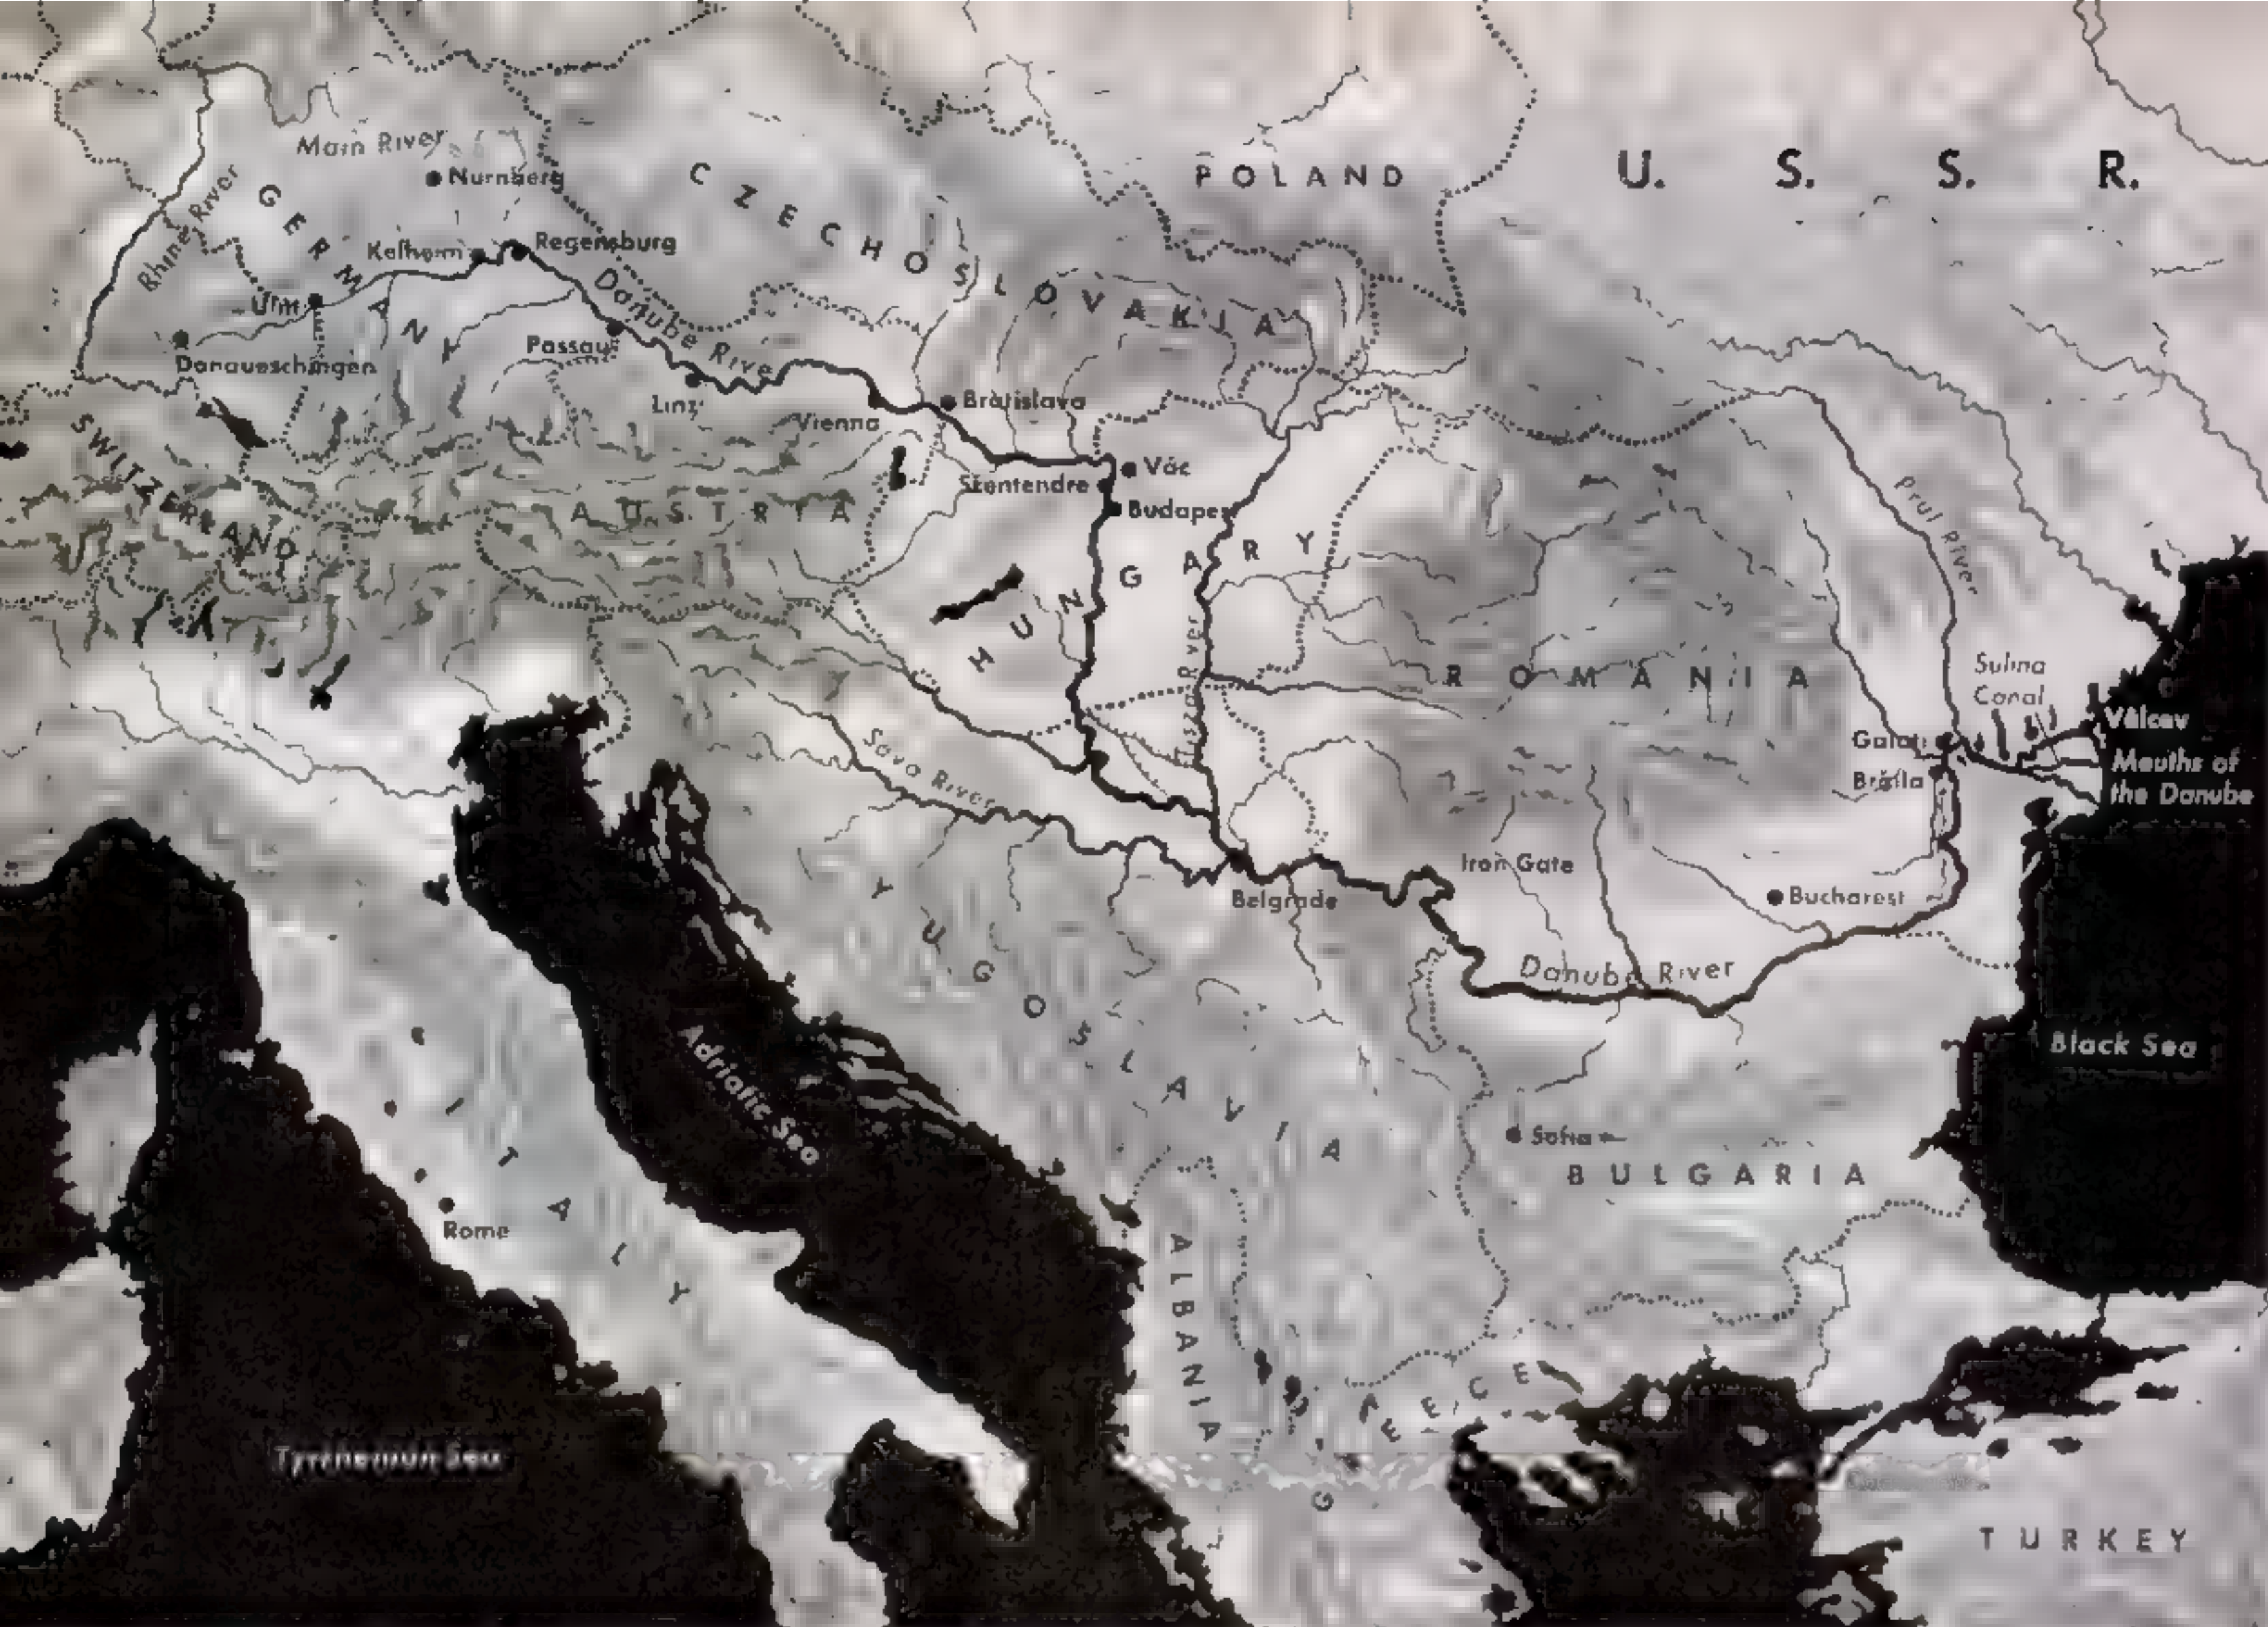 Main River
Nurnberg
Rhine River
GERMANY
Kelheim
Regensburg
Ulm
Donaueschingen
Passau
Danube River
Linz
Vienna
CZECHOSLOVAKIA
POLAND
U. S. S. R.
Bratislava
Vác
Szentendre
Budapest
SWITZERLAND
AUSTRIA
HUNGARY
Tisza River
Prut River
ROMANIA
Sulina
Canal
Vâlcov
Galati
Mouths of
the Danube
Brăila
Sava River
Iron Gate
Belgrade
Bucharest
Danube River
YUGOSLAVIA
Black Sea
Adriatic Sea
Sofia
BULGARIA
ITALY
Rome
ALBANIA
GREECE
Tyrrhenian Sea
TURKEY